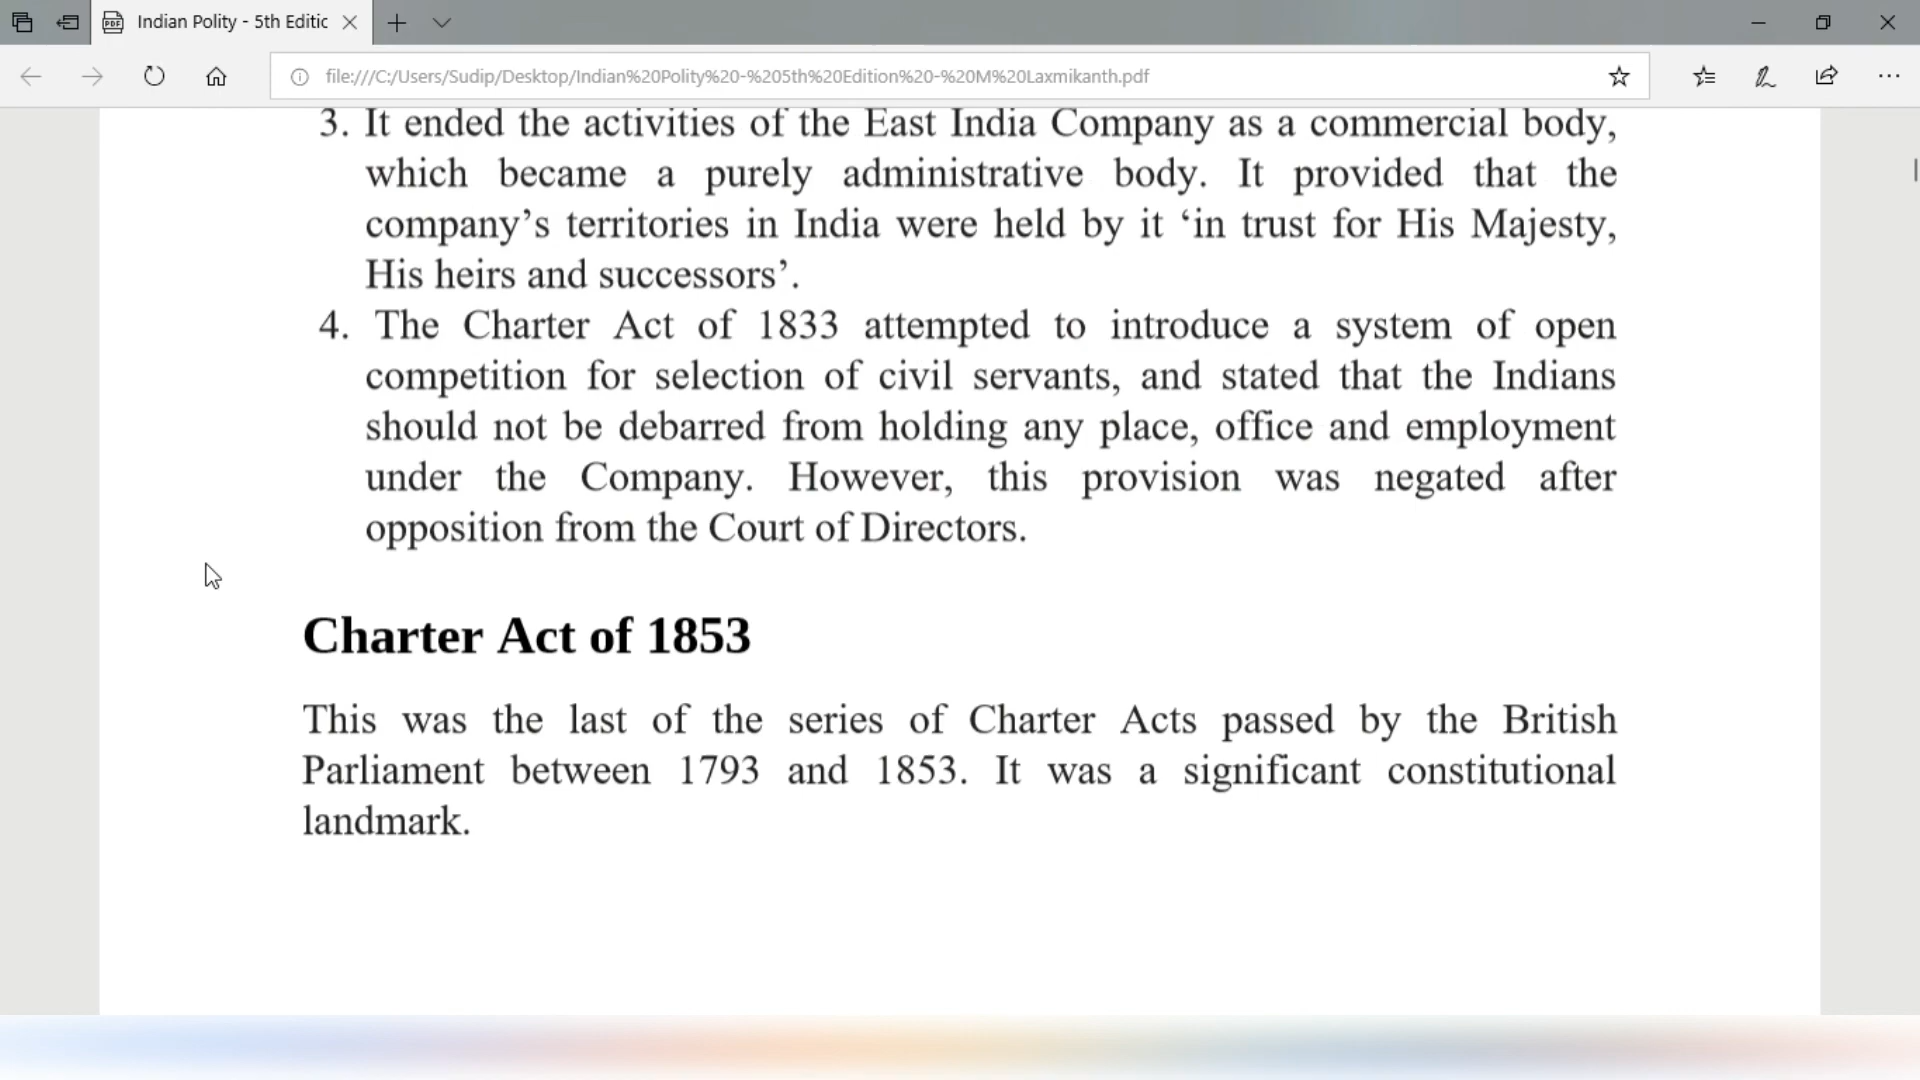 Indian Polity - 5th Editic
file:///C:/Users/Sudip/Desktop/Indian%20Polity%20-%205th%20Edition%20-%20M%20Laxmikanth.pdf
3. It ended the activities of the East India Company as a commercial body,
which became a purely administrative body. It provided that the
company’s territories in India were held by it ‘in trust for His Majesty,
His heirs and successors’.
4. The Charter Act of 1833 attempted to introduce a system of open
competition for selection of civil servants, and stated that the Indians
should not be debarred from holding any place, office and employment
under the Company. However, this provision was negated after
opposition from the Court of Directors.
Charter Act of 1853
This was the last of the series of Charter Acts passed by the British
Parliament between 1793 and 1853. It was a significant constitutional
landmark.